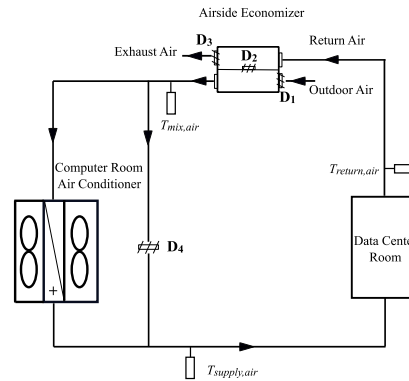 Airside Economizer
D3
Exhaust Air
D2
Return Air
D1
Outdoor Air
Tmix,air
Treturn,air
Computer Room
Air Conditioner
D4
Data Cente
Room
+
Tsupply,air